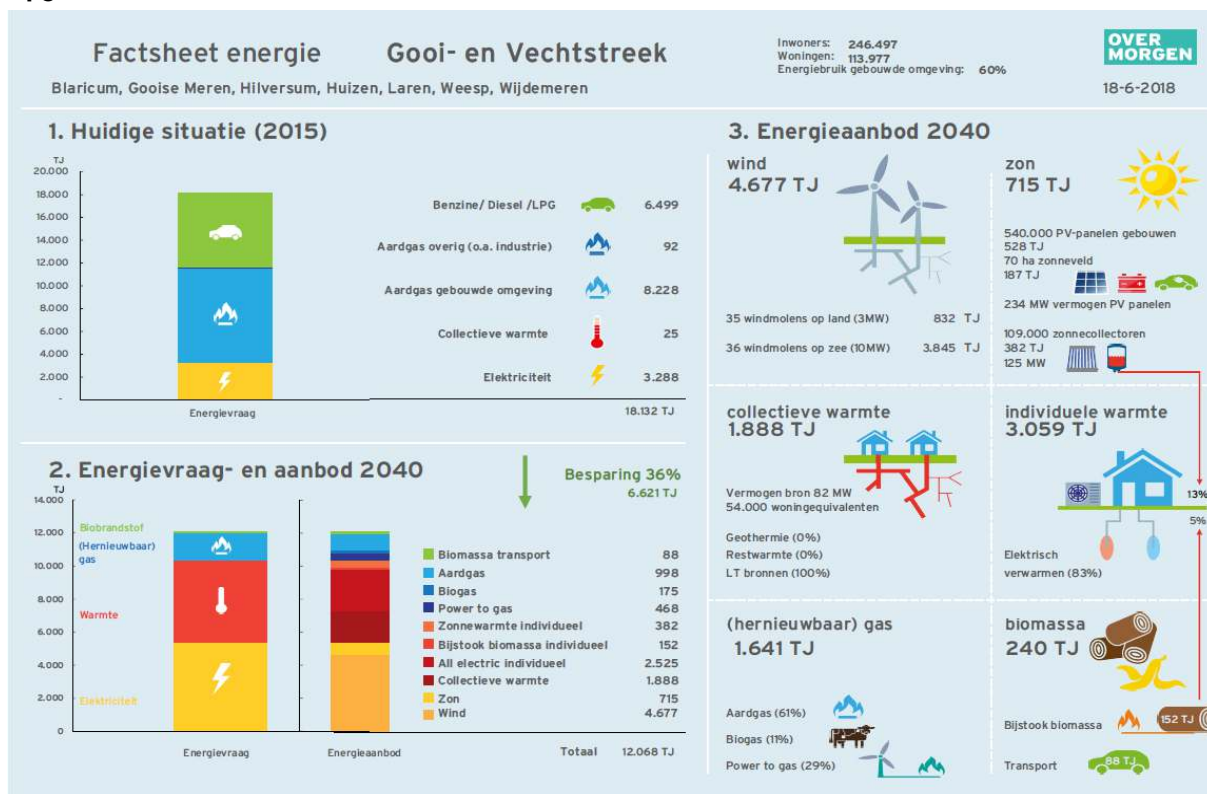 Factsheet energie Gooi- en Vechtstreek
Blaricum, Gooise Meren, Hilversum, Huizen, Laren, Weesp, Wijdemeren
Inwoners: 246.497
Woningen: 113.977
Energiebruik gebouwde omgeving: 60%
OVER
MORGEN
18-6-2018
1. Huidige situatie (2015)
TJ
20.000
18.000
16.000
14.000
12.000
10.000
8.000
6.000
4.000
2.000
-
Energievraag
Benzine/ Diesel /LPG 6.499
Aardgas overig (o.a. industrie) 92
Aardgas gebouwde omgeving 8.228
Collectieve warmte 25
Elektriciteit 3.288
18.132 TJ
2. Energievraag- en aanbod 2040
Besparing 36%
6.621 TJ
TJ
14.000
12.000
10.000
8.000
6.000
4.000
2.000
0
Biobrandstof
(Hernieuwbaar)
gas
Warmte
Elektriciteit
Energievraag
Energieaanbod
Biomassa transport 88
Aardgas 998
Biogas 175
Power to gas 468
Zonnewarmte individueel 382
Bijstook biomassa individueel 152
All electric individueel 2.525
Collectieve warmte 1.888
Zon 715
Wind 4.677
Totaal 12.068 TJ
3. Energieaanbod 2040
wind
4.677 TJ
35 windmolens op land (3MW) 832 TJ
36 windmolens op zee (10MW) 3.845 TJ
zon
715 TJ
540.000 PV-panelen gebouwen
528 TJ
70 ha zonneveld
187 TJ
234 MW vermogen PV panelen
109.000 zonnecollectoren
382 TJ
125 MW
collectieve warmte
1.888 TJ
Vermogen bron 82 MW
54.000 woningequivalenten
Geothermie (0%)
Restwarmte (0%)
LT bronnen (100%)
individuele warmte
3.059 TJ
13%
5%
Elektrisch
verwarmen (83%)
(hernieuwbaar) gas
1.641 TJ
Aardgas (61%)
Biogas (11%)
Power to gas (29%)
biomassa
240 TJ
Bijstook biomassa 152 TJ
Transport 88 TJ